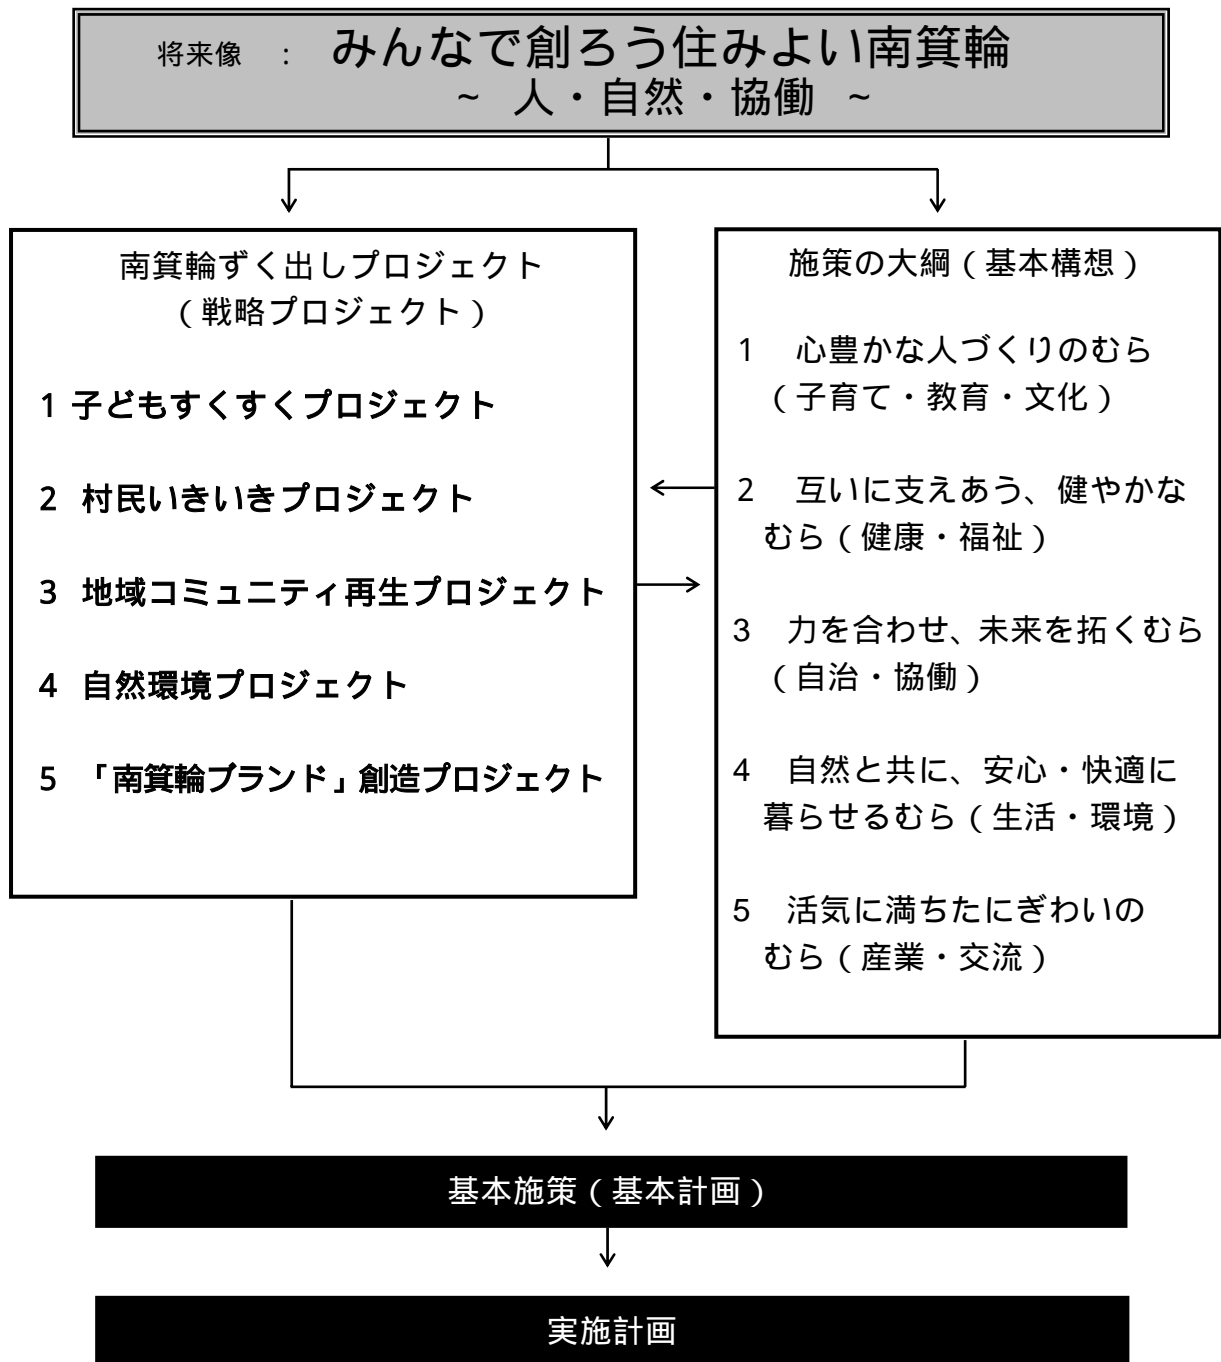 将来像 : みんなで創ろう住みよい南箕輪
~ 人・自然・協働 ~
南箕輪ずく出しプロジェクト
(戦略プロジェクト)
1 子どもすくすくプロジェクト
2 村民いきいきプロジェクト
3 地域コミュニティ再生プロジェクト
4 自然環境プロジェクト
5 「南箕輪ブランド」創造プロジェクト
施策の大綱(基本構想)
1 心豊かな人づくりのむら
(子育て・教育・文化)
2 互いに支えあう、健やかな
むら(健康・福祉)
3 力を合わせ、未来を拓くむら
(自治・協働)
4 自然と共に、安心・快適に
暮らせるむら(生活・環境)
5 活気に満ちたにぎわいの
むら(産業・交流)
基本施策(基本計画)
実施計画